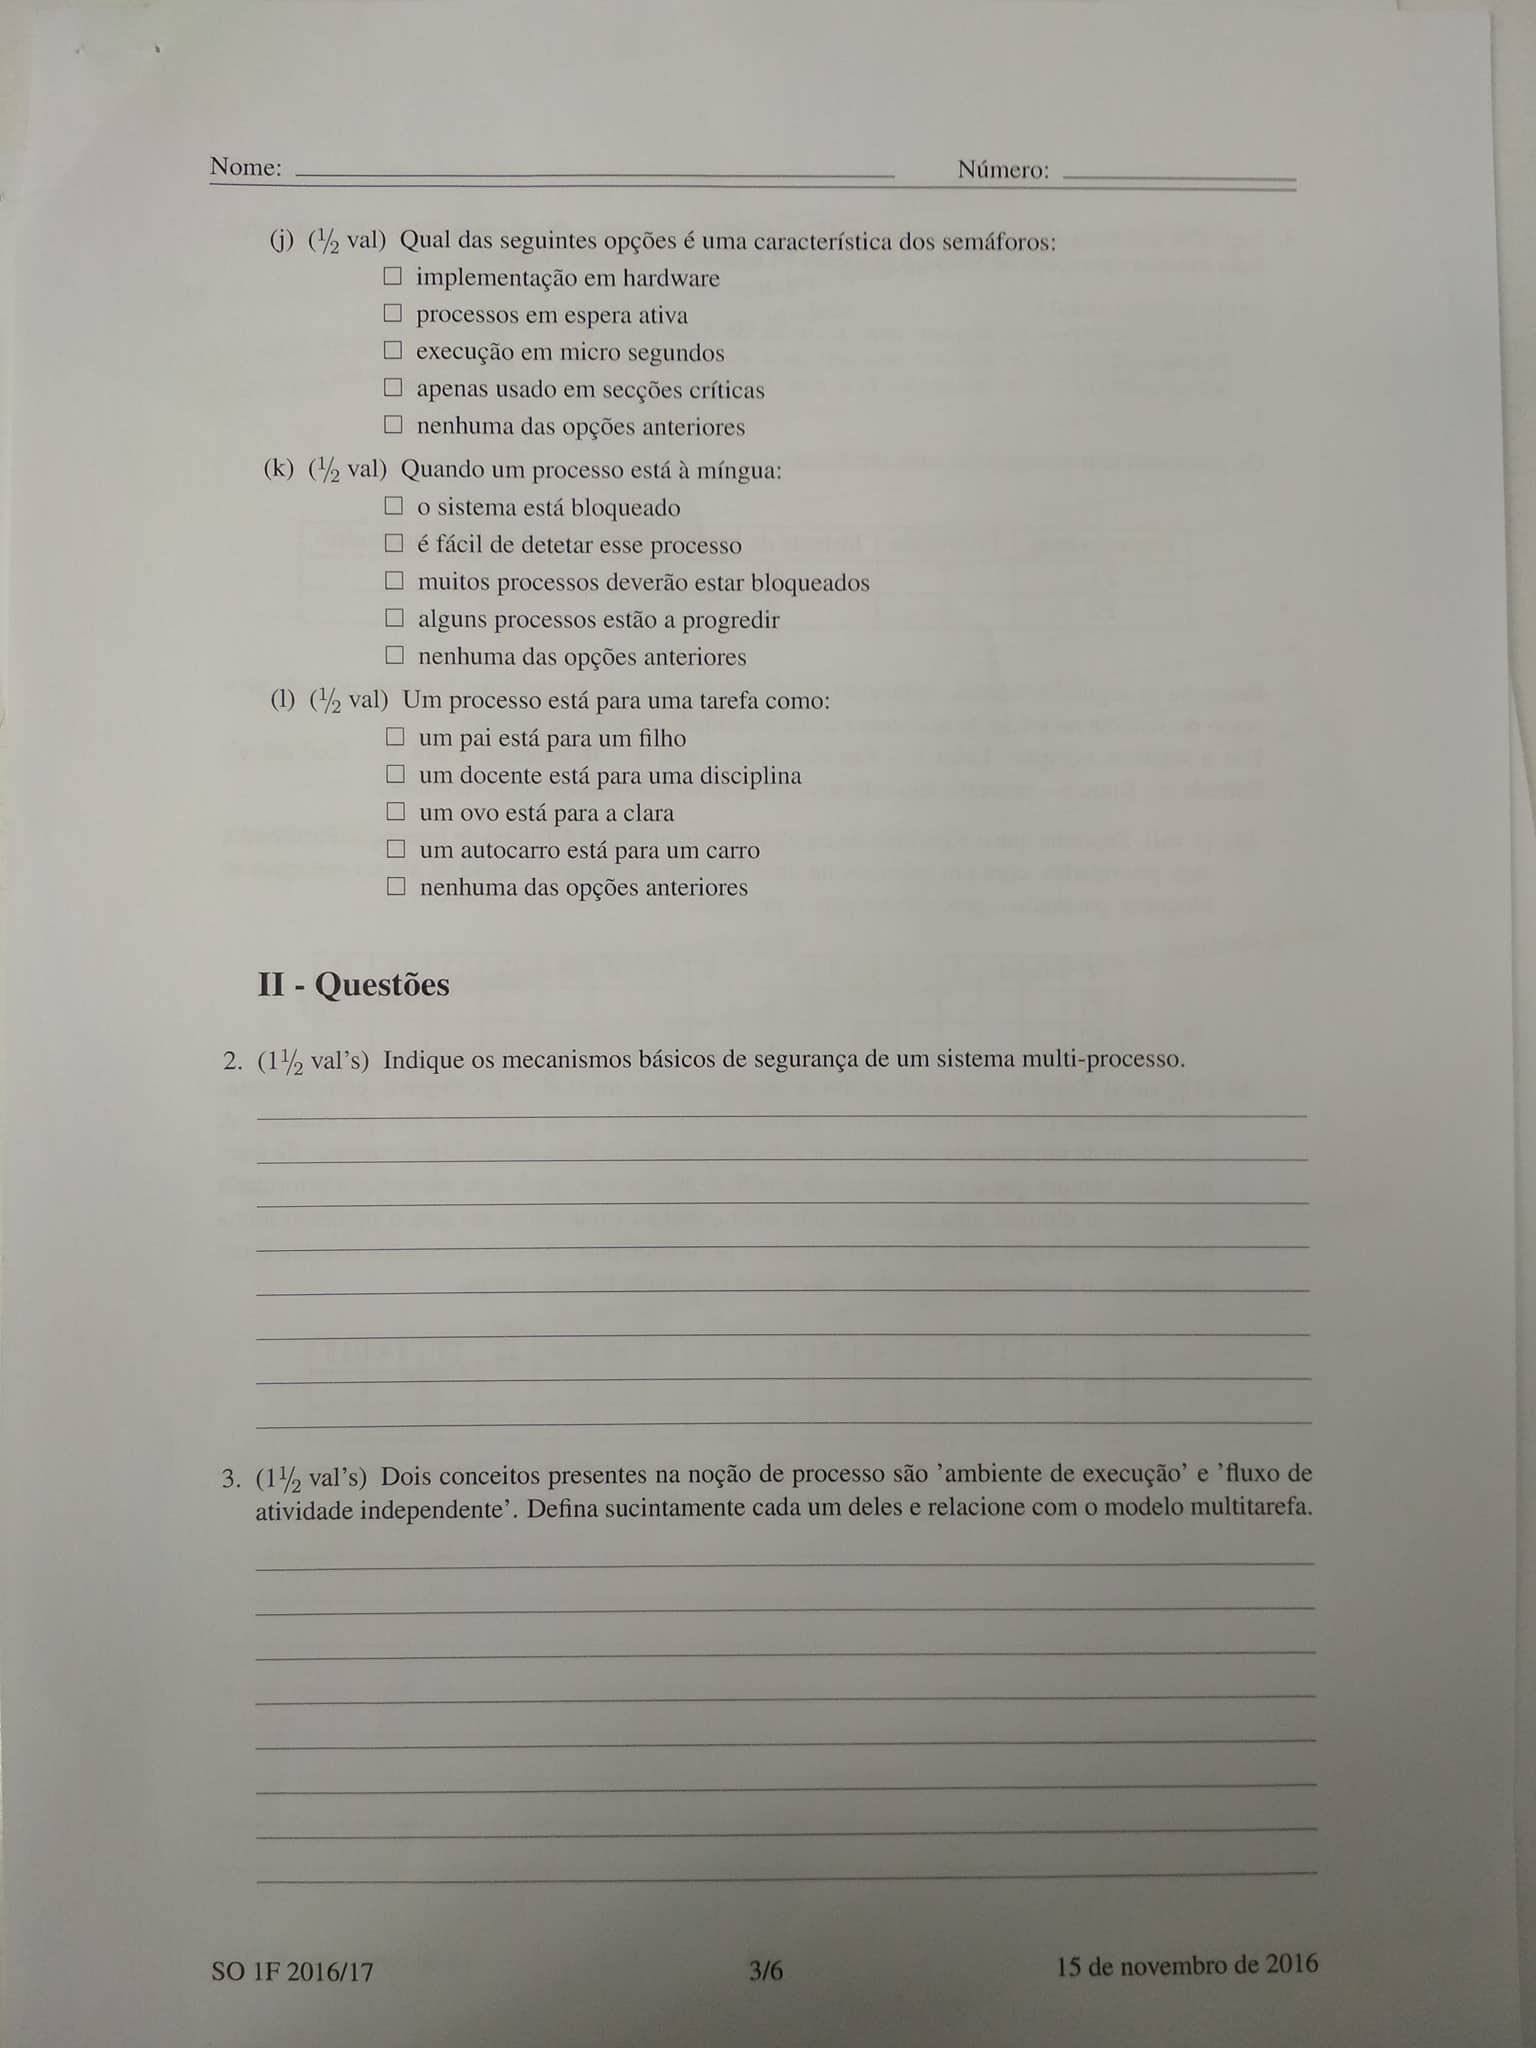 Nome: Número:
(j) (1/2 val) Qual das seguintes opções é uma característica dos semáforos:
□ implementação em hardware
□ processos em espera ativa
□ execução em micro segundos
□ apenas usado em secções críticas
□ nenhuma das opções anteriores
(k) (1/2 val) Quando um processo está à míngua:
□ o sistema está bloqueado
□ é fácil de detetar esse processo
□ muitos processos deverão estar bloqueados
□ alguns processos estão a progredir
□ nenhuma das opções anteriores
(l) (1/2 val) Um processo está para uma tarefa como:
□ um pai está para um filho
□ um docente está para uma disciplina
□ um ovo está para a clara
□ um autocarro está para um carro
□ nenhuma das opções anteriores
II - Questões
2. (1 1/2 val's) Indique os mecanismos básicos de segurança de um sistema multi-processo.
3. (1 1/2 val's) Dois conceitos presentes na noção de processo são 'ambiente de execução' e 'fluxo de
atividade independente'. Defina sucintamente cada um deles e relacione com o modelo multitarefa.
SO 1F 2016/17 3/6 15 de novembro de 2016